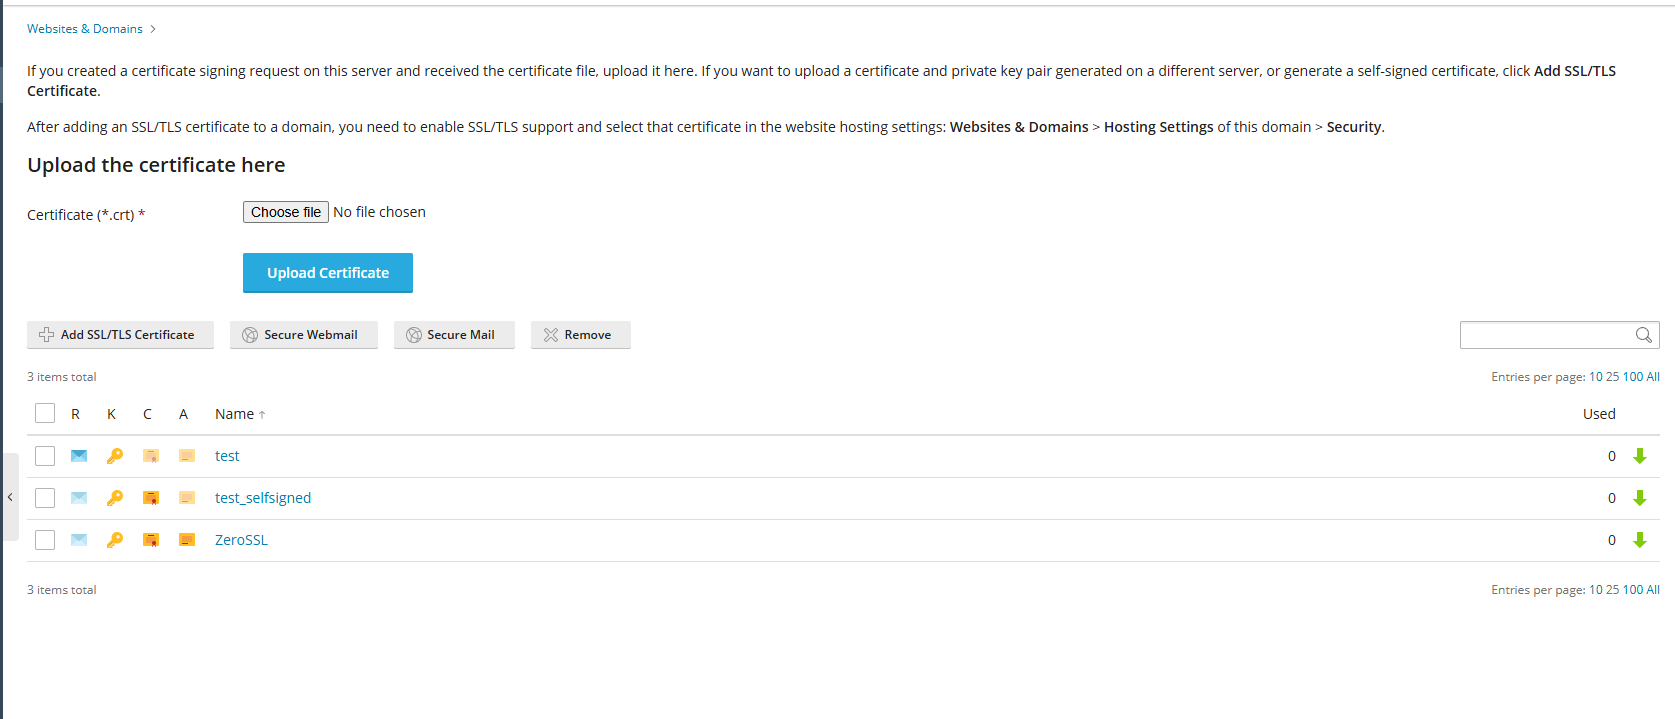 Websites & Domains >
If you created a certificate signing request on this server and received the certificate file, upload it here. If you want to upload a certificate and private key pair generated on a different server, or generate a self-signed certificate, click Add SSL/TLS
Certificate.
After adding an SSL/TLS certificate to a domain, you need to enable SSL/TLS support and select that certificate in the website hosting settings: Websites & Domains > Hosting Settings of this domain > Security.
Upload the certificate here
Certificate (*.crt) * Choose file No file chosen
Upload Certificate
Add SSL/TLS Certificate Secure Webmail Secure Mail Remove
3 items total Entries per page: 10 25 100 All
R K C A Name ↑ Used
test 0
test_selfsigned 0
ZeroSSL 0
3 items total Entries per page: 10 25 100 All